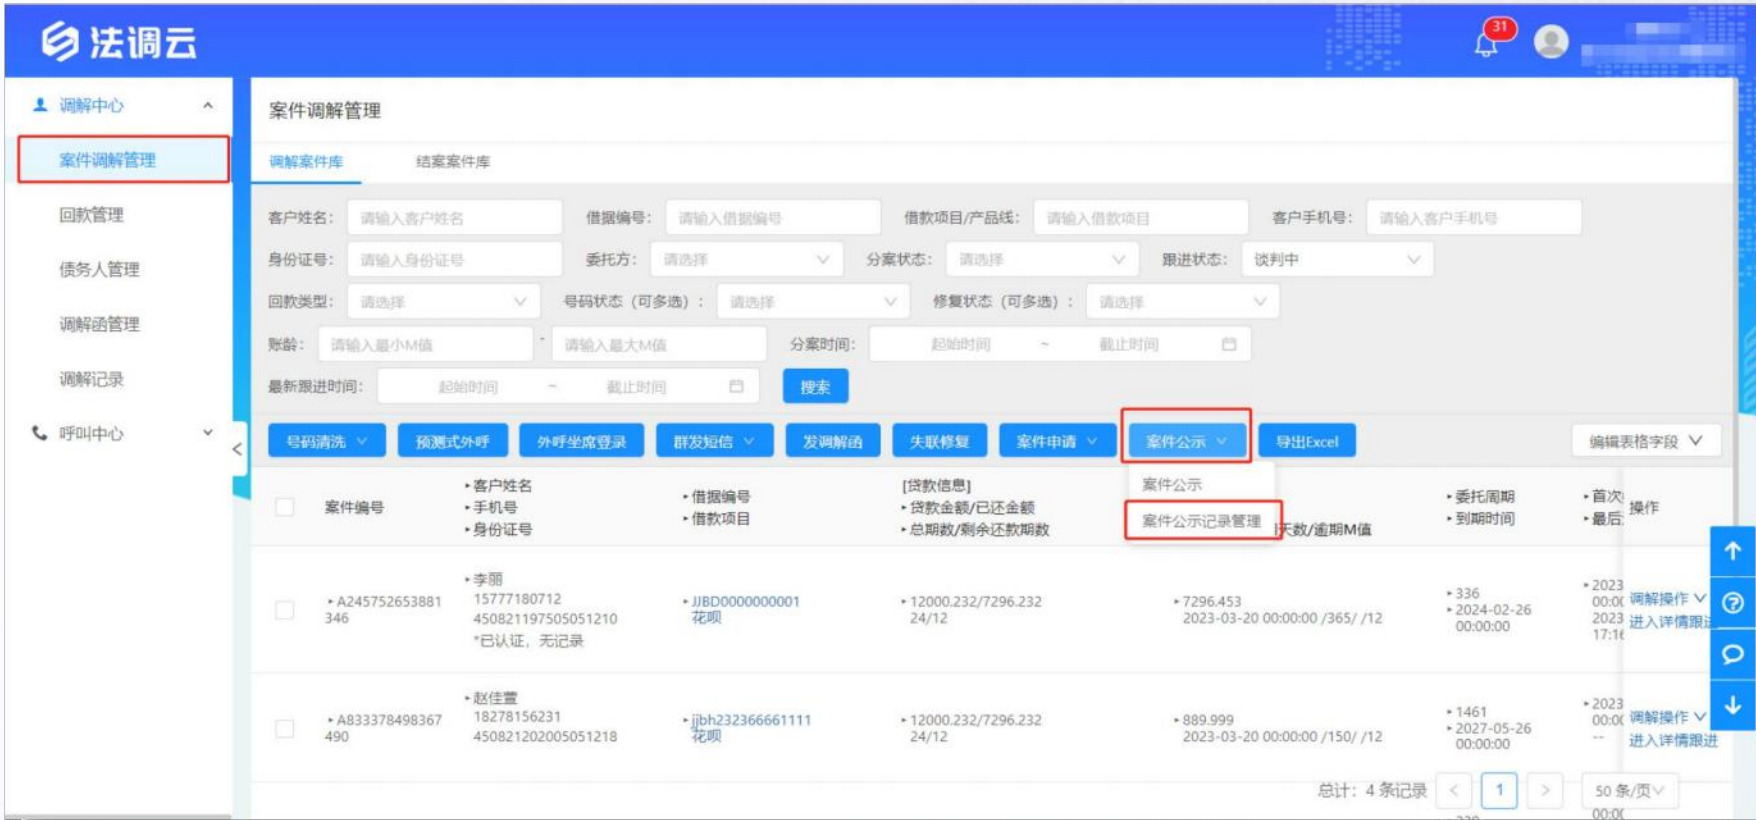 法调云
31
调解中心
案件调解管理
回款管理
债务人管理
调解函管理
调解记录
呼叫中心
案件调解管理
调解案件库 结案案件库
客户姓名： 请输入客户姓名 借据编号： 请输入借据编号 借款项目/产品线： 请输入借款项目 客户手机号： 请输入客户手机号
身份证号： 请输入身份证号 委托方： 请选择 分案状态： 请选择 跟进状态： 谈判中
回款类型： 请选择 号码状态（可多选）： 请选择 修复状态（可多选）： 请选择
账龄： 请输入最小M值 - 请输入最大M值 分案时间： 起始时间 ~ 截止时间
最新跟进时间： 起始时间 ~ 截止时间 搜索
号码清洗 预测式外呼 外呼坐席登录 群发短信 发调解函 失联修复 案件申请 案件公示 导出Excel 编辑表格字段
案件公示
案件公示记录管理
案件编号
客户姓名
手机号
身份证号
借据编号
借款项目
[贷款信息]
贷款金额/已还金额
总期数/剩余还款期数
天数/逾期M值
委托周期
到期时间
首次
最后
操作
A245752653881
346
李丽
15777180712
450821197505051210
*已认证，无记录
JJBD0000000001
花呗
12000.232/7296.232
24/12
7296.453
2023-03-20 00:00:00 /365/ /12
336
2024-02-26
00:00:00
2023
00:00
2023
17:16
调解操作
进入详情跟进
A833378498367
490
赵佳萱
18278156231
450821202005051218
jjbh232366661111
花呗
12000.232/7296.232
24/12
889.999
2023-03-20 00:00:00 /150/ /12
1461
2027-05-26
00:00:00
2023
00:00
--
调解操作
进入详情跟进
总计：4 条记录 < 1 > 50 条/页